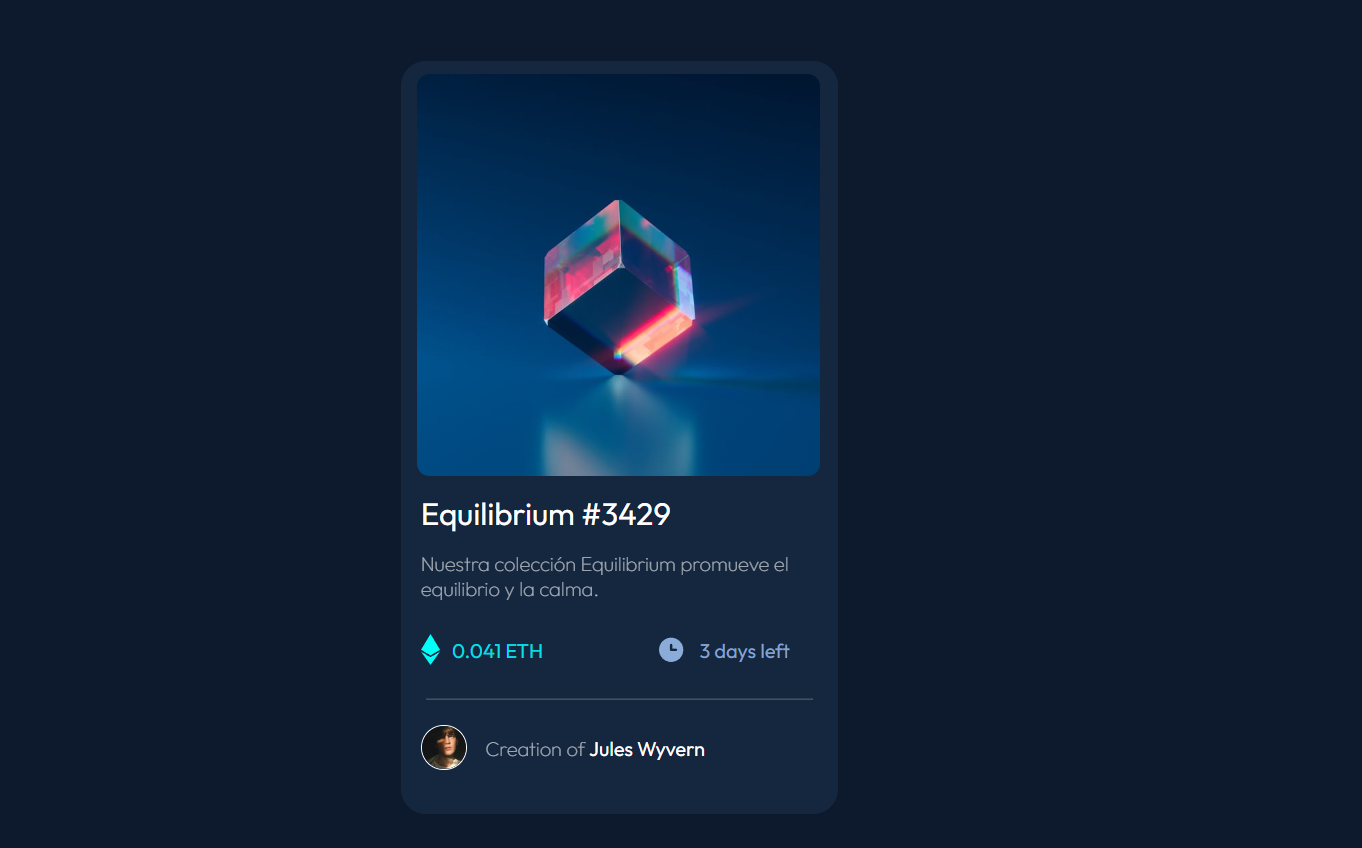 Equilibrium #3429
Nuestra colección Equilibrium promueve el
equilibrio y la calma.
0.041 ETH
3 days left
Creation of Jules Wyvern